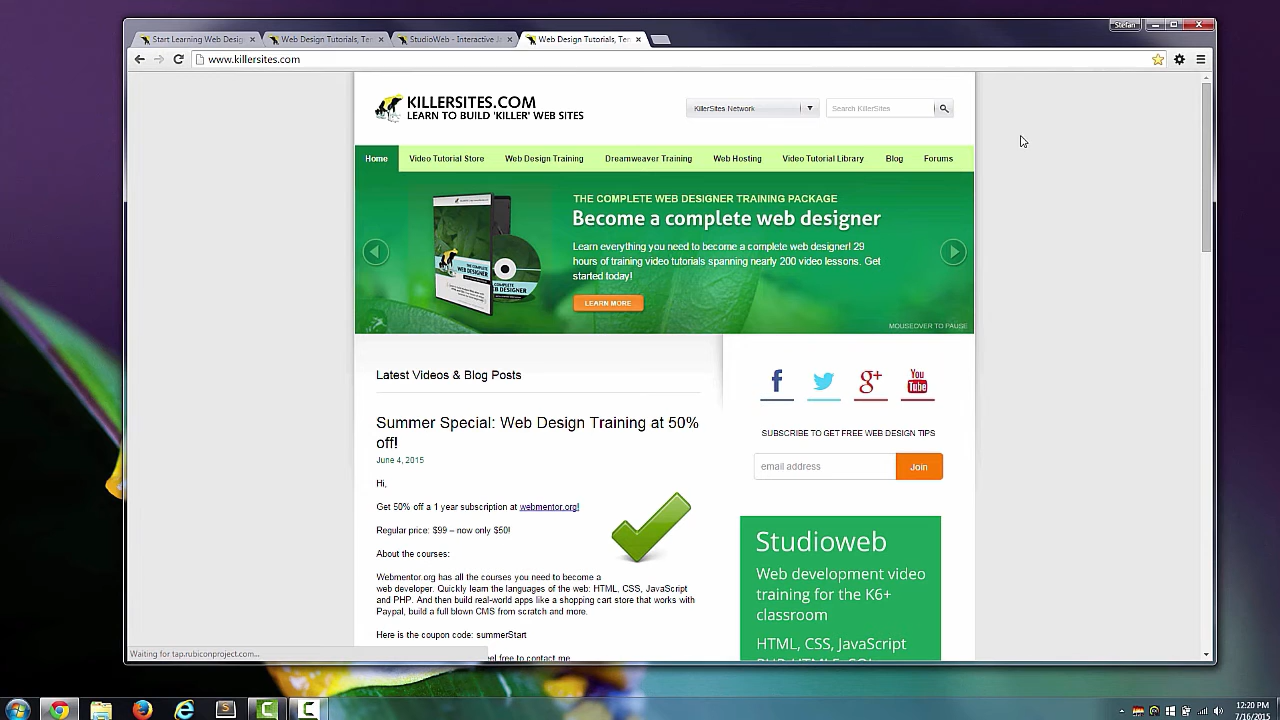 Stefan
Start Learning Web Desig
Web Design Tutorials, Te
StudioWeb - Interactive Ja
Web Design Tutorials, Te
www.killersites.com
KILLERSITES.COM
LEARN TO BUILD 'KILLER' WEB SITES
KillerSites Network
Search KillerSites
Home
Video Tutorial Store
Web Design Training
Dreamweaver Training
Web Hosting
Video Tutorial Library
Blog
Forums
THE COMPLETE WEB DESIGNER TRAINING PACKAGE
Become a complete web designer
Learn everything you need to become a complete web designer! 29
hours of training video tutorials spanning nearly 200 video lessons. Get
started today!
LEARN MORE
MOUSEOVER TO PAUSE
Latest Videos & Blog Posts
Summer Special: Web Design Training at 50%
off!
June 4, 2015
Hi,
Get 50% off a 1 year subscription at webmentor.org!
Regular price: $99 – now only $50!
About the courses:
Webmentor.org has all the courses you need to become a
web developer. Quickly learn the languages of the web: HTML, CSS, JavaScript
and PHP. And then build real-world apps like a shopping cart store that works with
Paypal, build a full blown CMS from scratch and more.
Here is the coupon code: summerStart
eel free to contact me
f
g+
You
Tube
SUBSCRIBE TO GET FREE WEB DESIGN TIPS
email address
Join
Studioweb
Web development video
training for the K6+
classroom
HTML, CSS, JavaScript
Waiting for tap.rubiconproject.com...
12:20 PM
7/16/2015